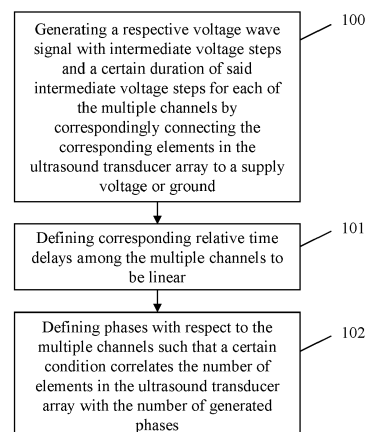 Generating a respective voltage wave
signal with intermediate voltage steps
and a certain duration of said
intermediate voltage steps for each of
the multiple channels by
correspondingly connecting the
corresponding elements in the
ultrasound transducer array to a supply
voltage or ground
100
Defining corresponding relative time
delays among the multiple channels to
be linear
101
Defining phases with respect to the
multiple channels such that a certain
condition correlates the number of
elements in the ultrasound transducer
array with the number of generated
phases
102